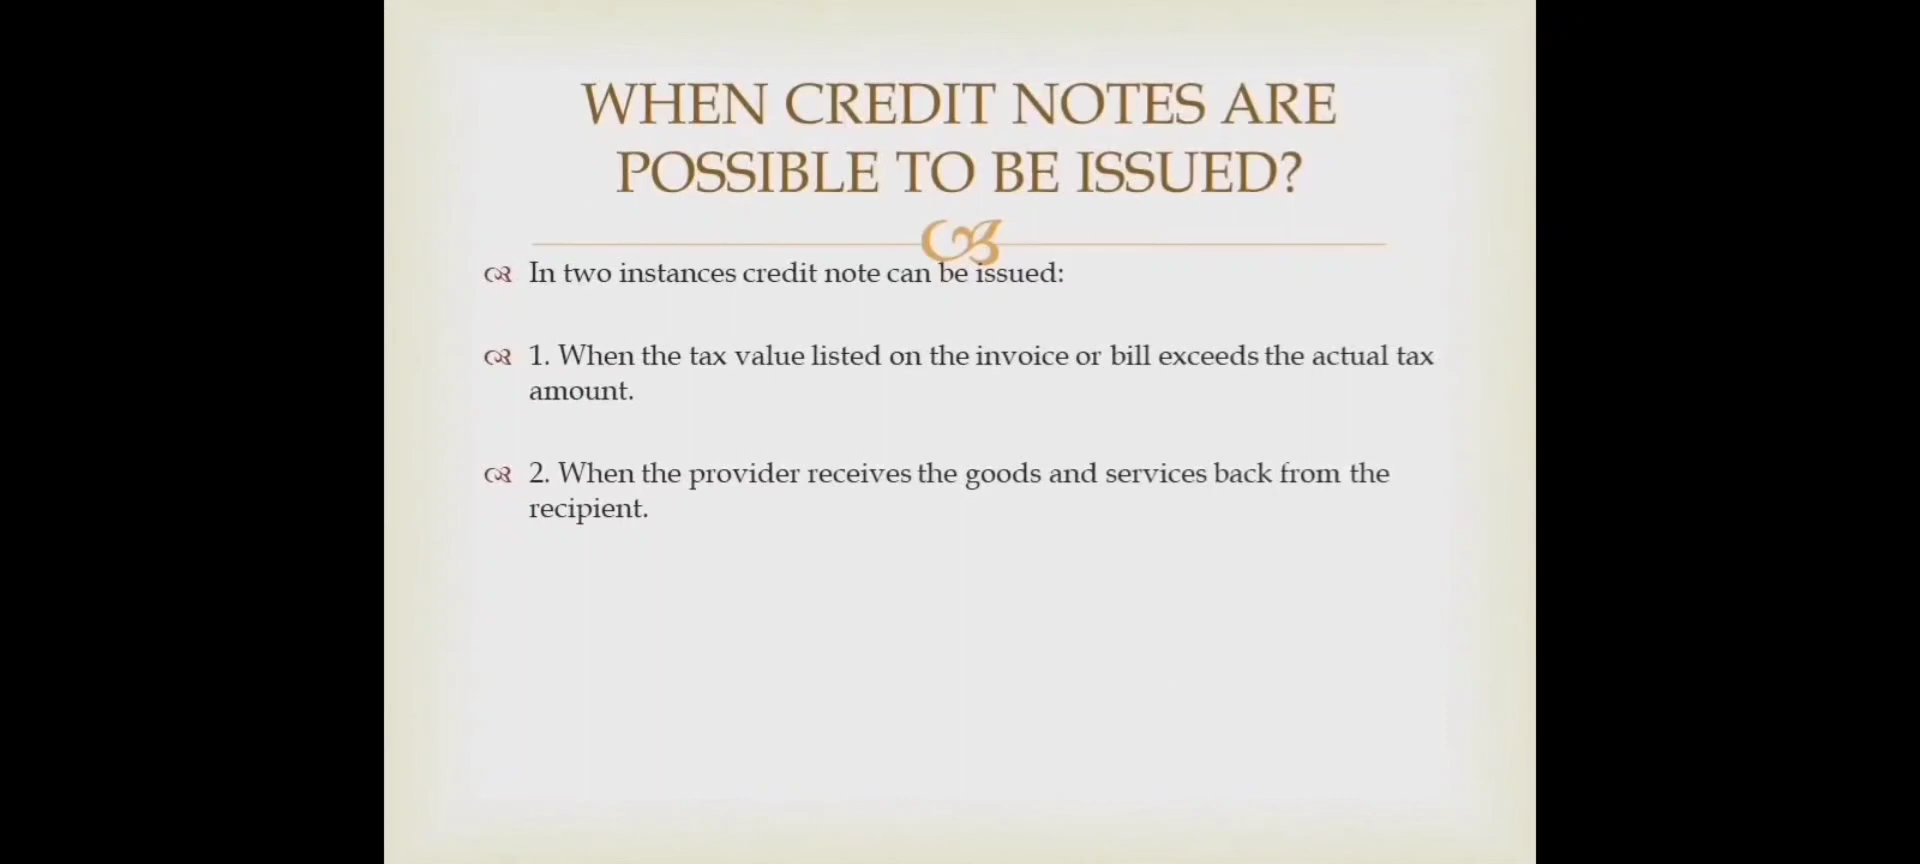 WHEN CREDIT NOTES ARE
POSSIBLE TO BE ISSUED?
In two instances credit note can be issued:
1. When the tax value listed on the invoice or bill exceeds the actual tax
amount.
2. When the provider receives the goods and services back from the
recipient.